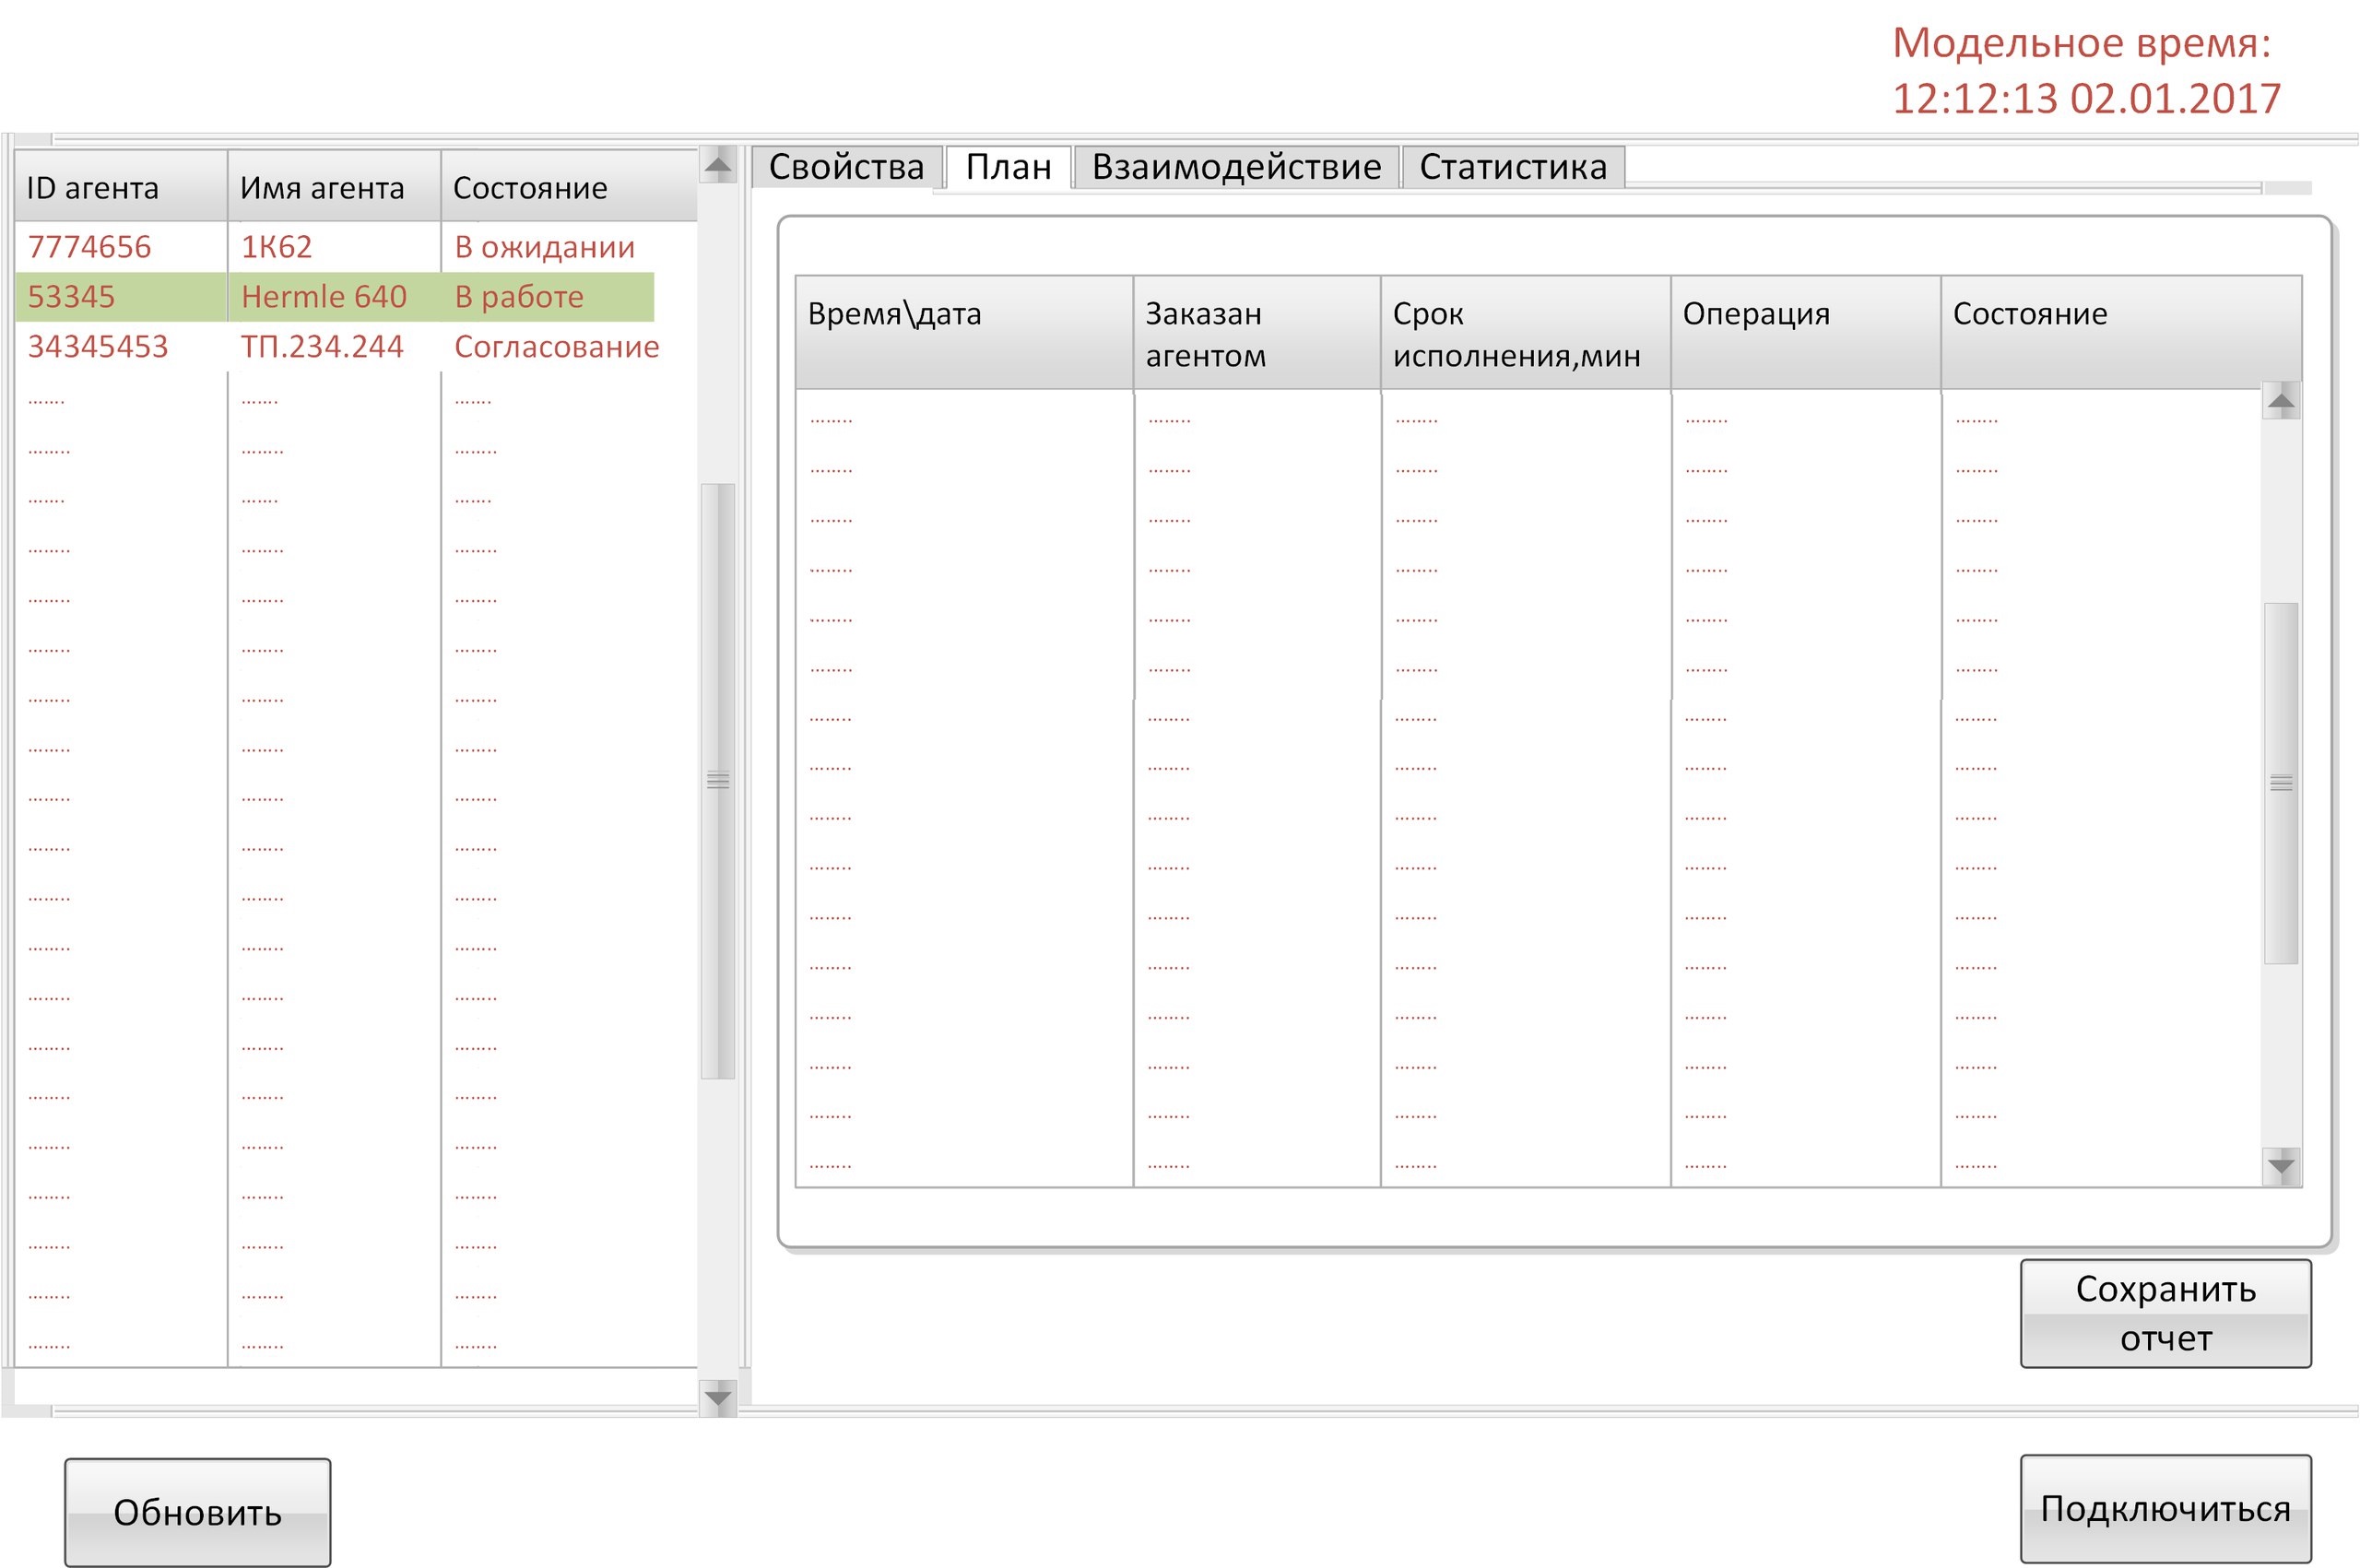 Модельное время:
12:12:13 02.01.2017
ID агента Имя агента Состояние
7774656 1К62 В ожидании
53345 Hermle 640 В работе
34345453 ТП.234.244 Согласование
Свойства План Взаимодействие Статистика
Время\дата Заказан агентом Срок исполнения,мин Операция Состояние
Сохранить
отчет
Обновить
Подключиться